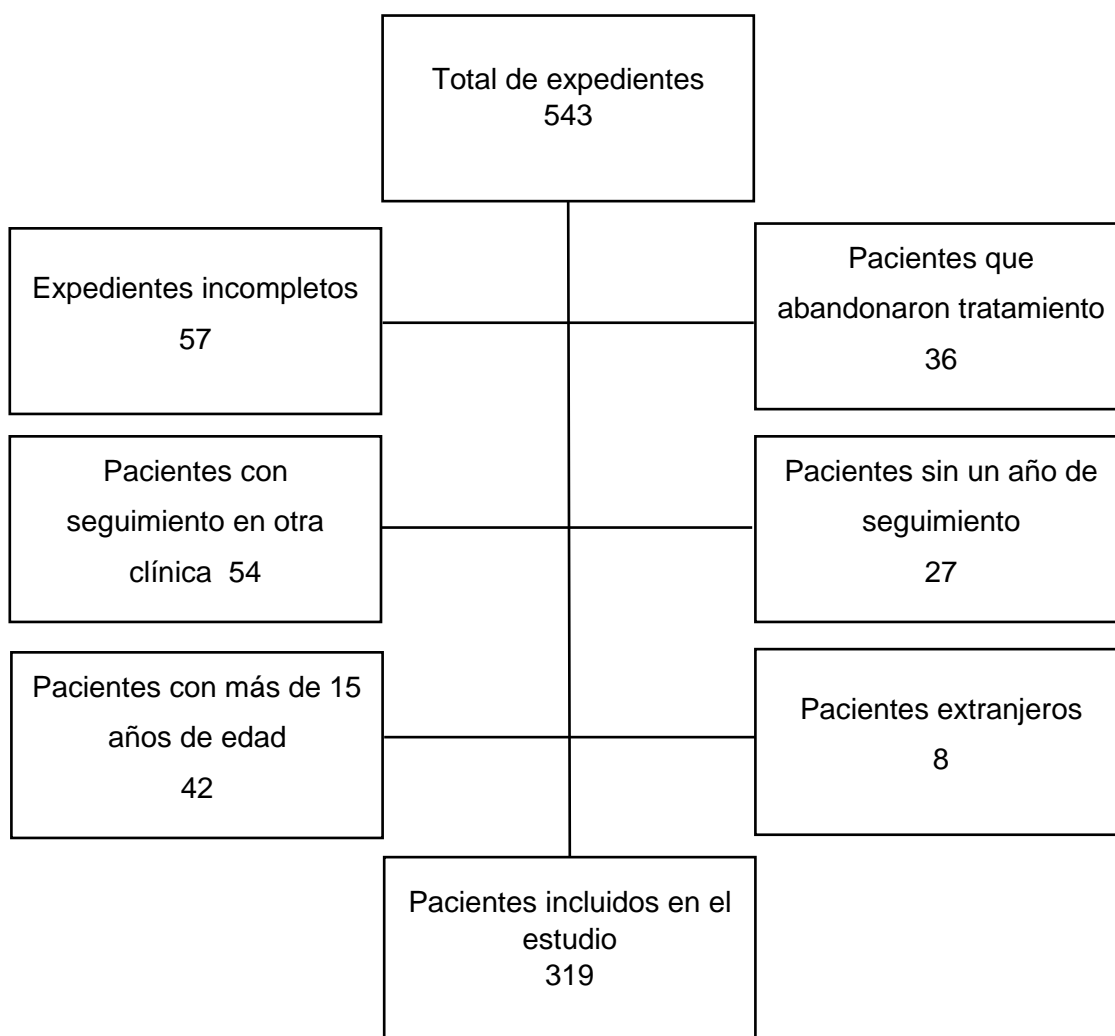 Total de expedientes
543
Expedientes incompletos
57
Pacientes que
abandonaron tratamiento
36
Pacientes con
seguimiento en otra
clínica  54
Pacientes sin un año de
seguimiento
27
Pacientes con más de 15
años de edad
42
Pacientes extranjeros
8
Pacientes incluidos en el
estudio
319